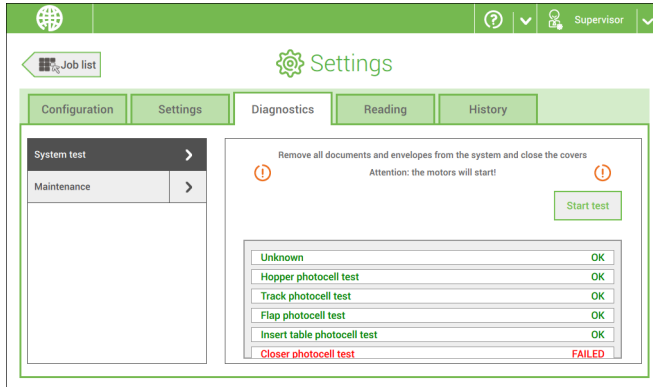 Supervisor
Job list
Settings
Configuration
Settings
Diagnostics
Reading
History
System test
Maintenance
Remove all documents and envelopes from the system and close the covers
Attention: the motors will start!
Start test
Unknown OK
Hopper photocell test OK
Track photocell test OK
Flap photocell test OK
Insert table photocell test OK
Closer photocell test FAILED